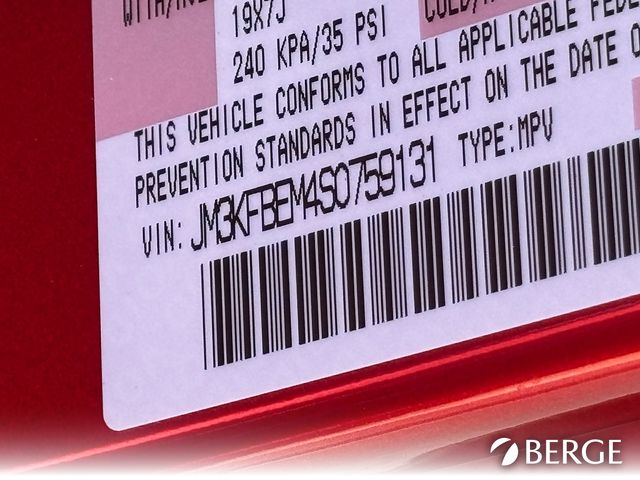 19X7J
240 KPA/35 PSI
THIS VEHICLE CONFORMS TO ALL APPLICABLE
PREVENTION STANDARDS IN EFFECT ON THE DATE
VIN: JM3KFBEM4S0759131 TYPE:MPV
BERGE